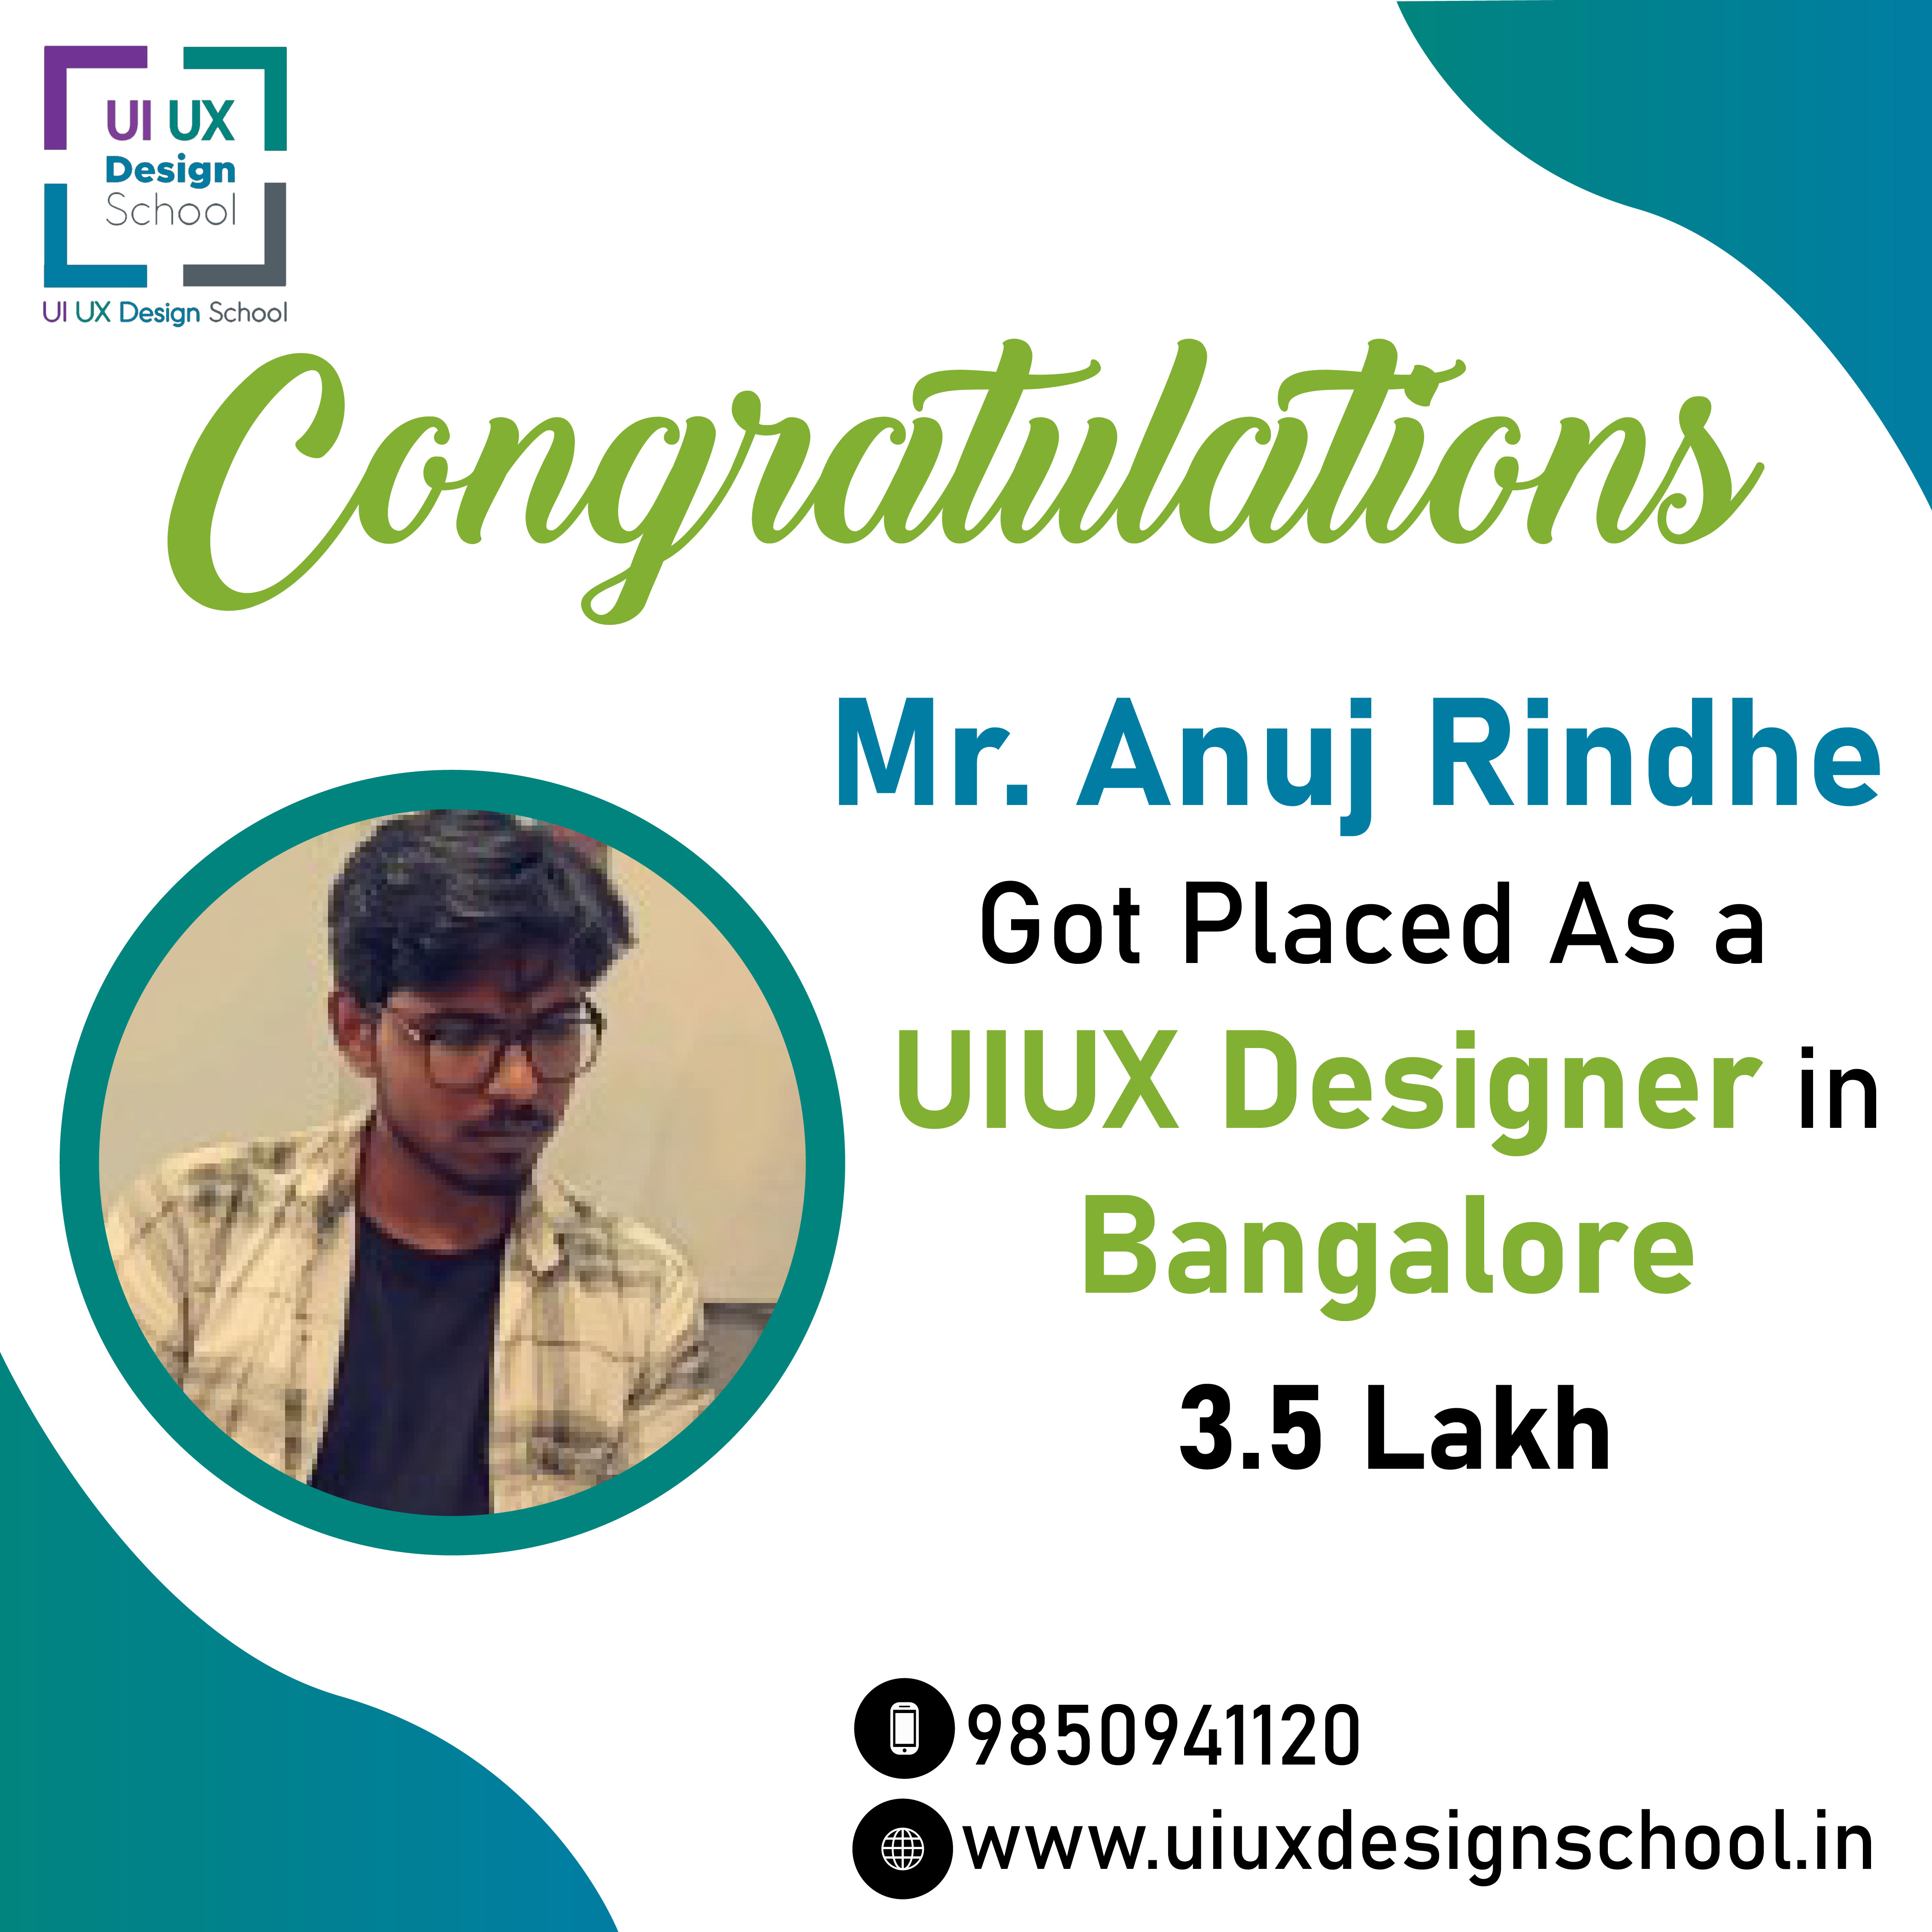 UI UX
Design
School
UI UX Design School
Congratulations
Mr. Anuj Rindhe
Got Placed As a
UIUX Designer in
Bangalore
3.5 Lakh
9850941120
www.uiuxdesignschool.in